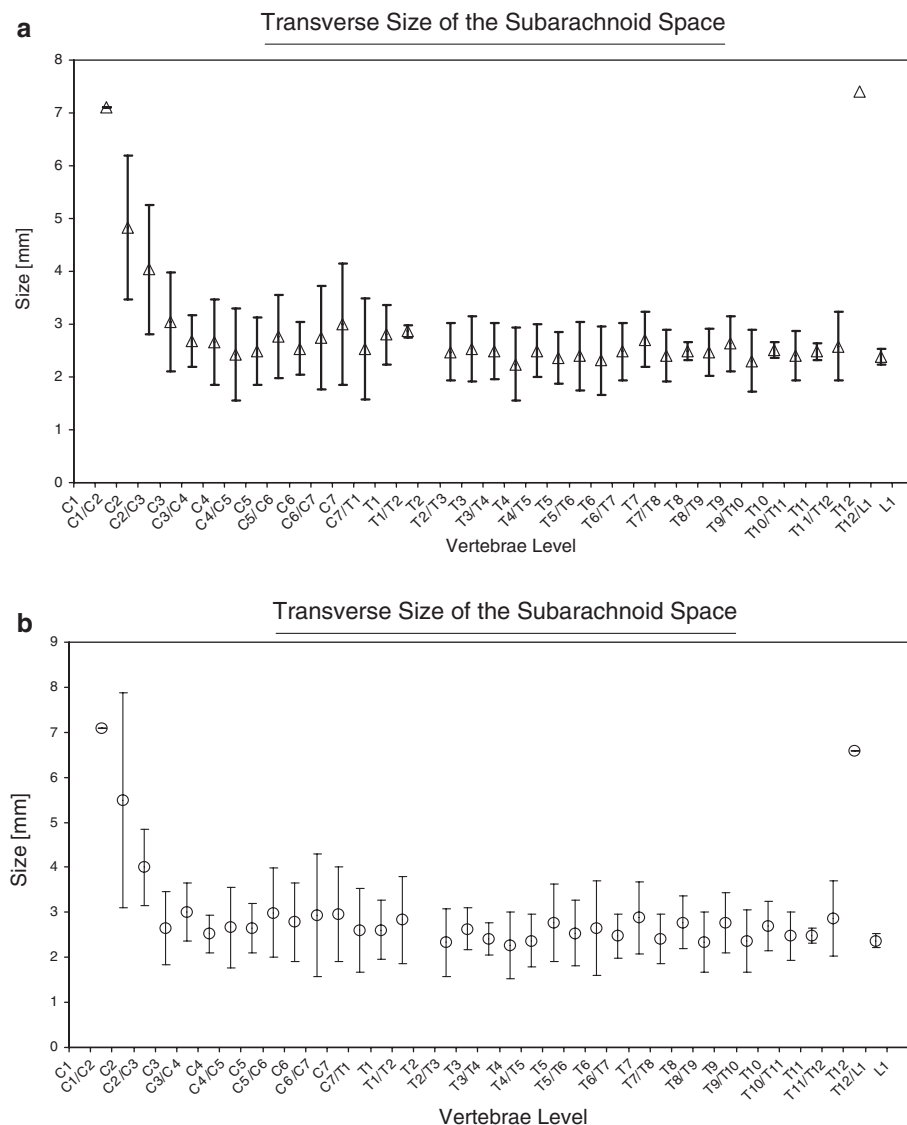 a
Transverse Size of the Subarachnoid Space
8
7
6
5
4
3
2
1
0
Size [mm]
C1
C1/C2
C2
C2/C3
C3
C3/C4
C4
C4/C5
C5
C5/C6
C6
C6/C7
C7
C7/T1
T1
T1/T2
T2
T2/T3
T3
T3/T4
T4
T4/T5
T5
T5/T6
T6
T6/T7
T7
T7/T8
T8
T8/T9
T9
T9/T10
T10
T10/T11
T11
T11/T12
T12
T12/L1
L1
Vertebrae Level
b
Transverse Size of the Subarachnoid Space
9
8
7
6
5
4
3
2
1
0
Size [mm]
C1
C1/C2
C2
C2/C3
C3
C3/C4
C4
C4/C5
C5
C5/C6
C6
C6/C7
C7
C7/T1
T1
T1/T2
T2
T2/T3
T3
T3/T4
T4
T4/T5
T5
T5/T6
T6
T6/T7
T7
T7/T8
T8
T8/T9
T9
T9/T10
T10
T10/T11
T11
T11/T12
T12
T12/L1
L1
Vertebrae Level